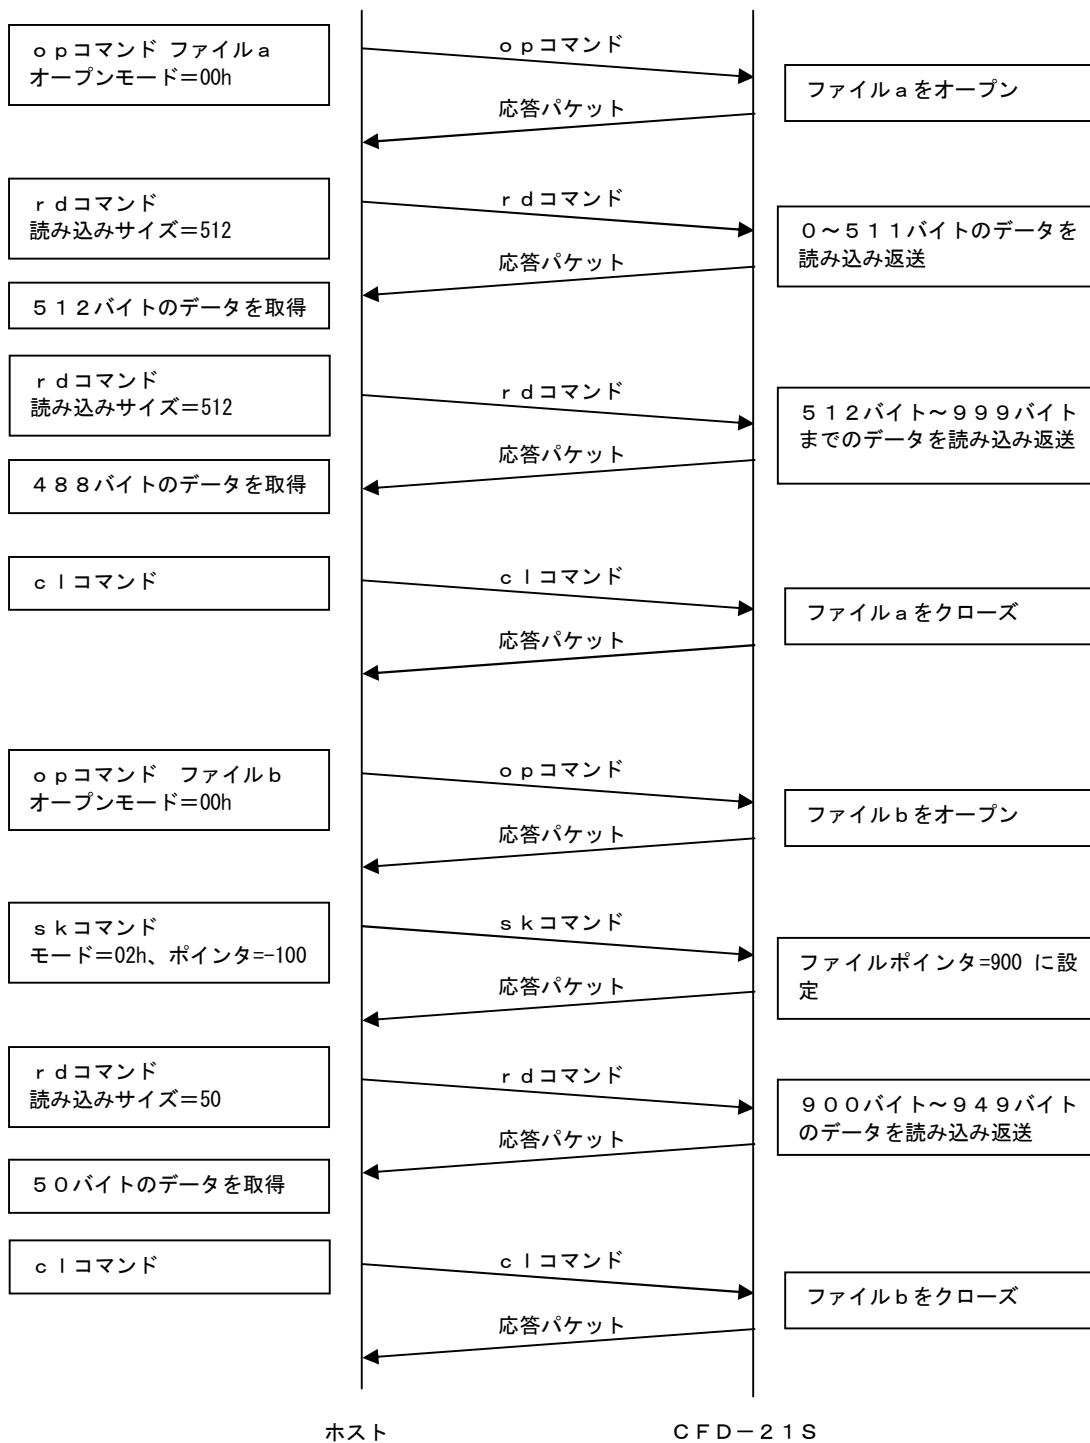 ｏｐコマンド ファイルａ
オープンモード＝00h
ｏｐコマンド
ファイルａをオープン
応答パケット
ｒｄコマンド
読み込みサイズ＝512
ｒｄコマンド
０～５１１バイトのデータを
読み込み返送
応答パケット
５１２バイトのデータを取得
ｒｄコマンド
読み込みサイズ＝512
ｒｄコマンド
５１２バイト～９９９バイト
までのデータを読み込み返送
応答パケット
４８８バイトのデータを取得
ｃｌコマンド
ｃｌコマンド
ファイルａをクローズ
応答パケット
ｏｐコマンド　ファイルｂ
オープンモード＝00h
ｏｐコマンド
ファイルｂをオープン
応答パケット
ｓｋコマンド
モード＝02h、ポインタ=-100
ｓｋコマンド
ファイルポインタ=900 に設
定
応答パケット
ｒｄコマンド
読み込みサイズ＝50
ｒｄコマンド
９００バイト～９４９バイト
のデータを読み込み返送
応答パケット
５０バイトのデータを取得
ｃｌコマンド
ｃｌコマンド
ファイルｂをクローズ
応答パケット
ホスト
ＣＦＤ－２１Ｓ